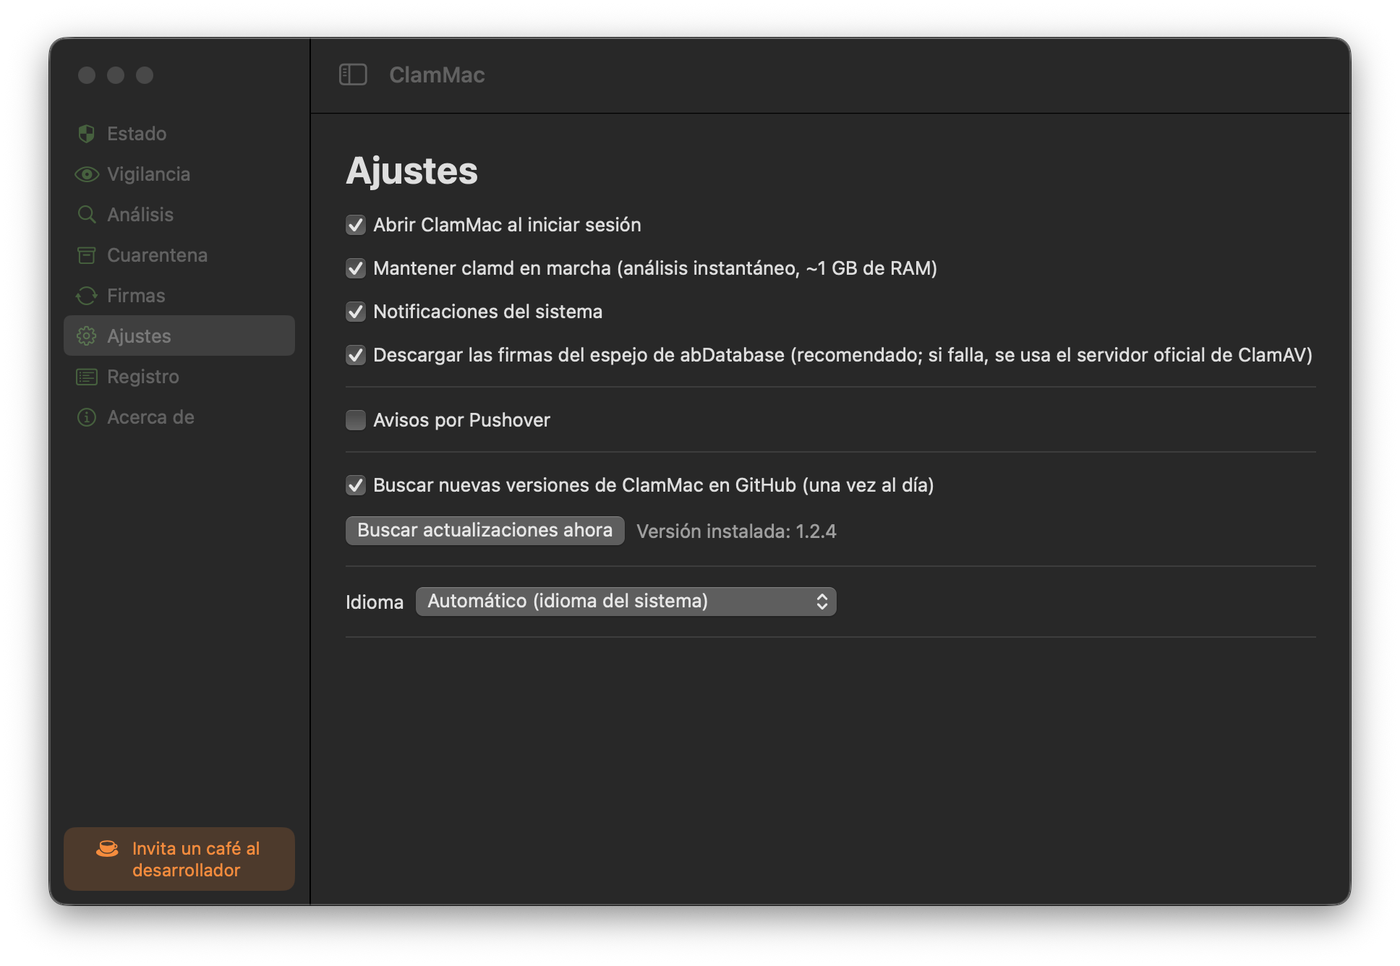 ClamMac
Estado
Vigilancia
Análisis
Cuarentena
Firmas
Ajustes
Registro
Acerca de
Invita un café al
desarrollador
Ajustes
Abrir ClamMac al iniciar sesión
Mantener clamd en marcha (análisis instantáneo, ~1 GB de RAM)
Notificaciones del sistema
Descargar las firmas del espejo de abDatabase (recomendado; si falla, se usa el servidor oficial de ClamAV)
Avisos por Pushover
Buscar nuevas versiones de ClamMac en GitHub (una vez al día)
Buscar actualizaciones ahora Versión instalada: 1.2.4
Idioma Automático (idioma del sistema)